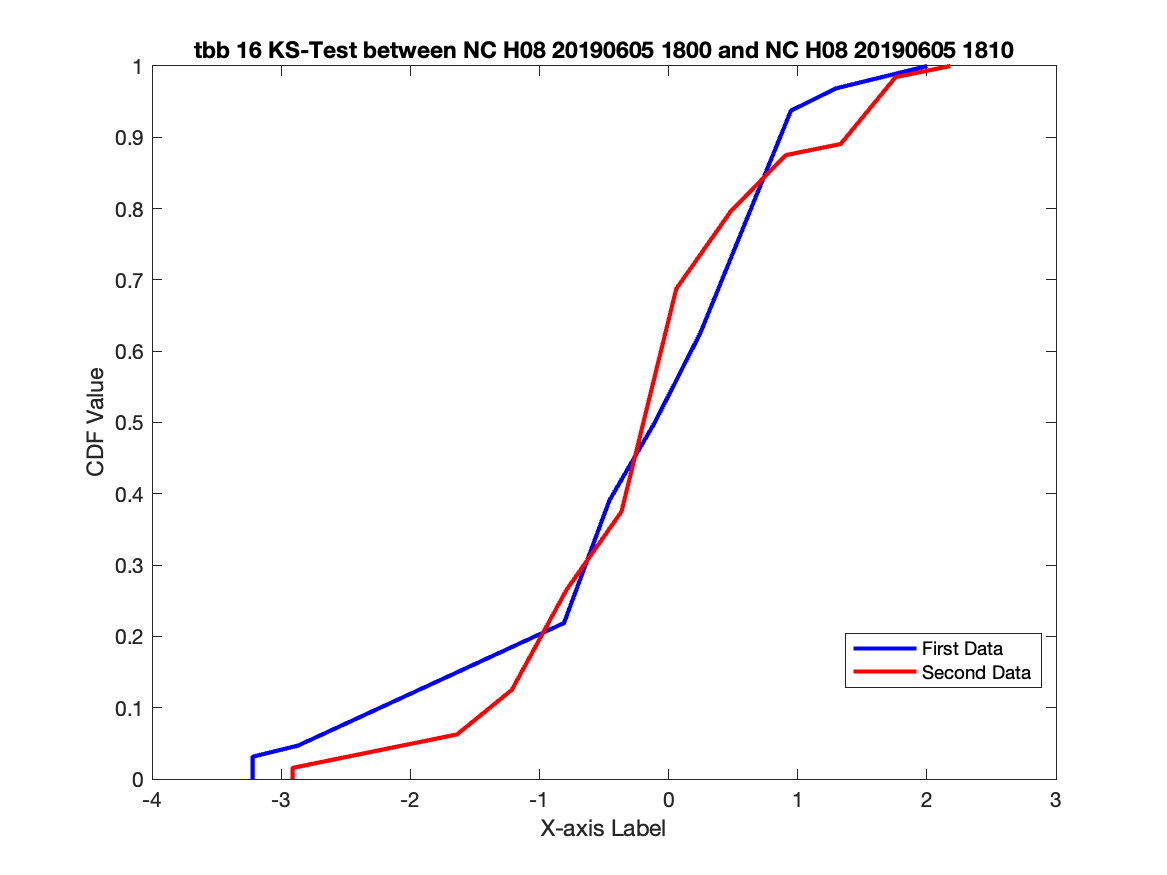 tbb 16 KS-Test between NC H08 20190605 1800 and NC H08 20190605 1810
1
0.9
0.8
0.7
0.6
0.5
0.4
0.3
0.2
0.1
0
CDF Value
First Data
Second Data
-4 -3 -2 -1 0 1 2 3
X-axis Label